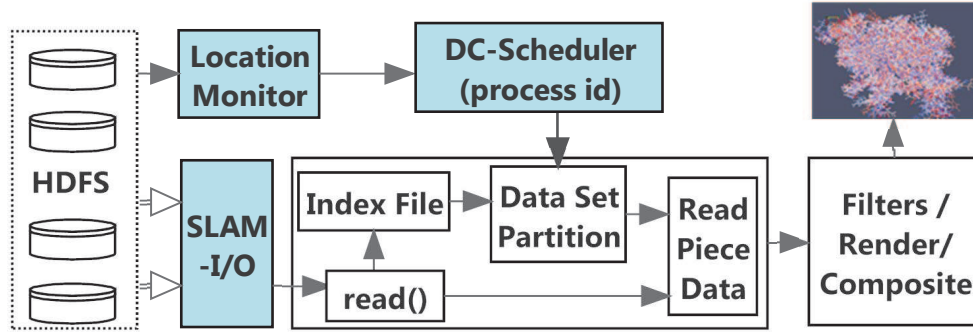 HDFS
Location
Monitor
DC-Scheduler
(process id)
SLAM
-I/O
Index File
read()
Data Set
Partition
Read
Piece
Data
Filters /
Render/
Composite